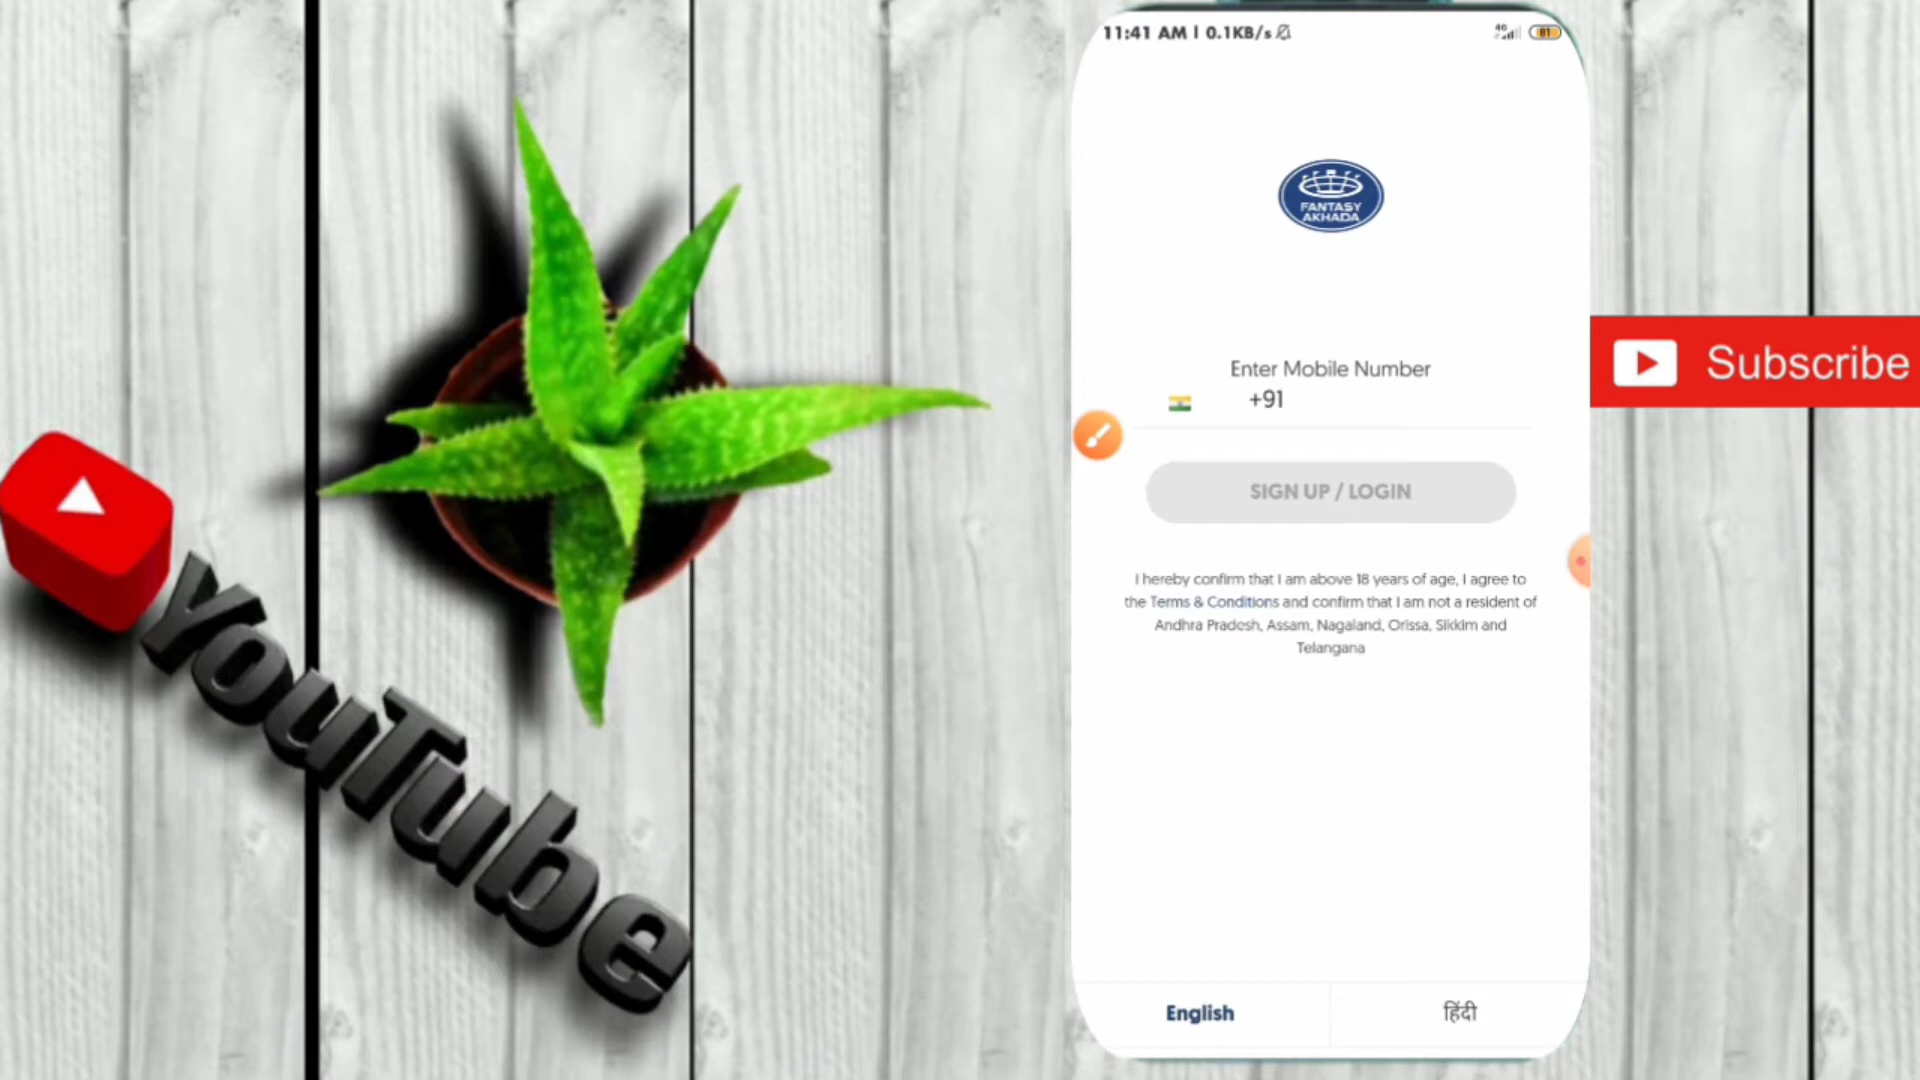 11:41 AM | 0.1KB/s
4G
81
FANTASY
AKHADA
Enter Mobile Number
+91
SIGN UP / LOGIN
I hereby confirm that I am above 18 years of age, I agree to
the Terms & Conditions and confirm that I am not a resident of
Andhra Pradesh, Assam, Nagaland, Orissa, Sikkim and
Telangana
English
हिंदी
Subscribe
YouTube